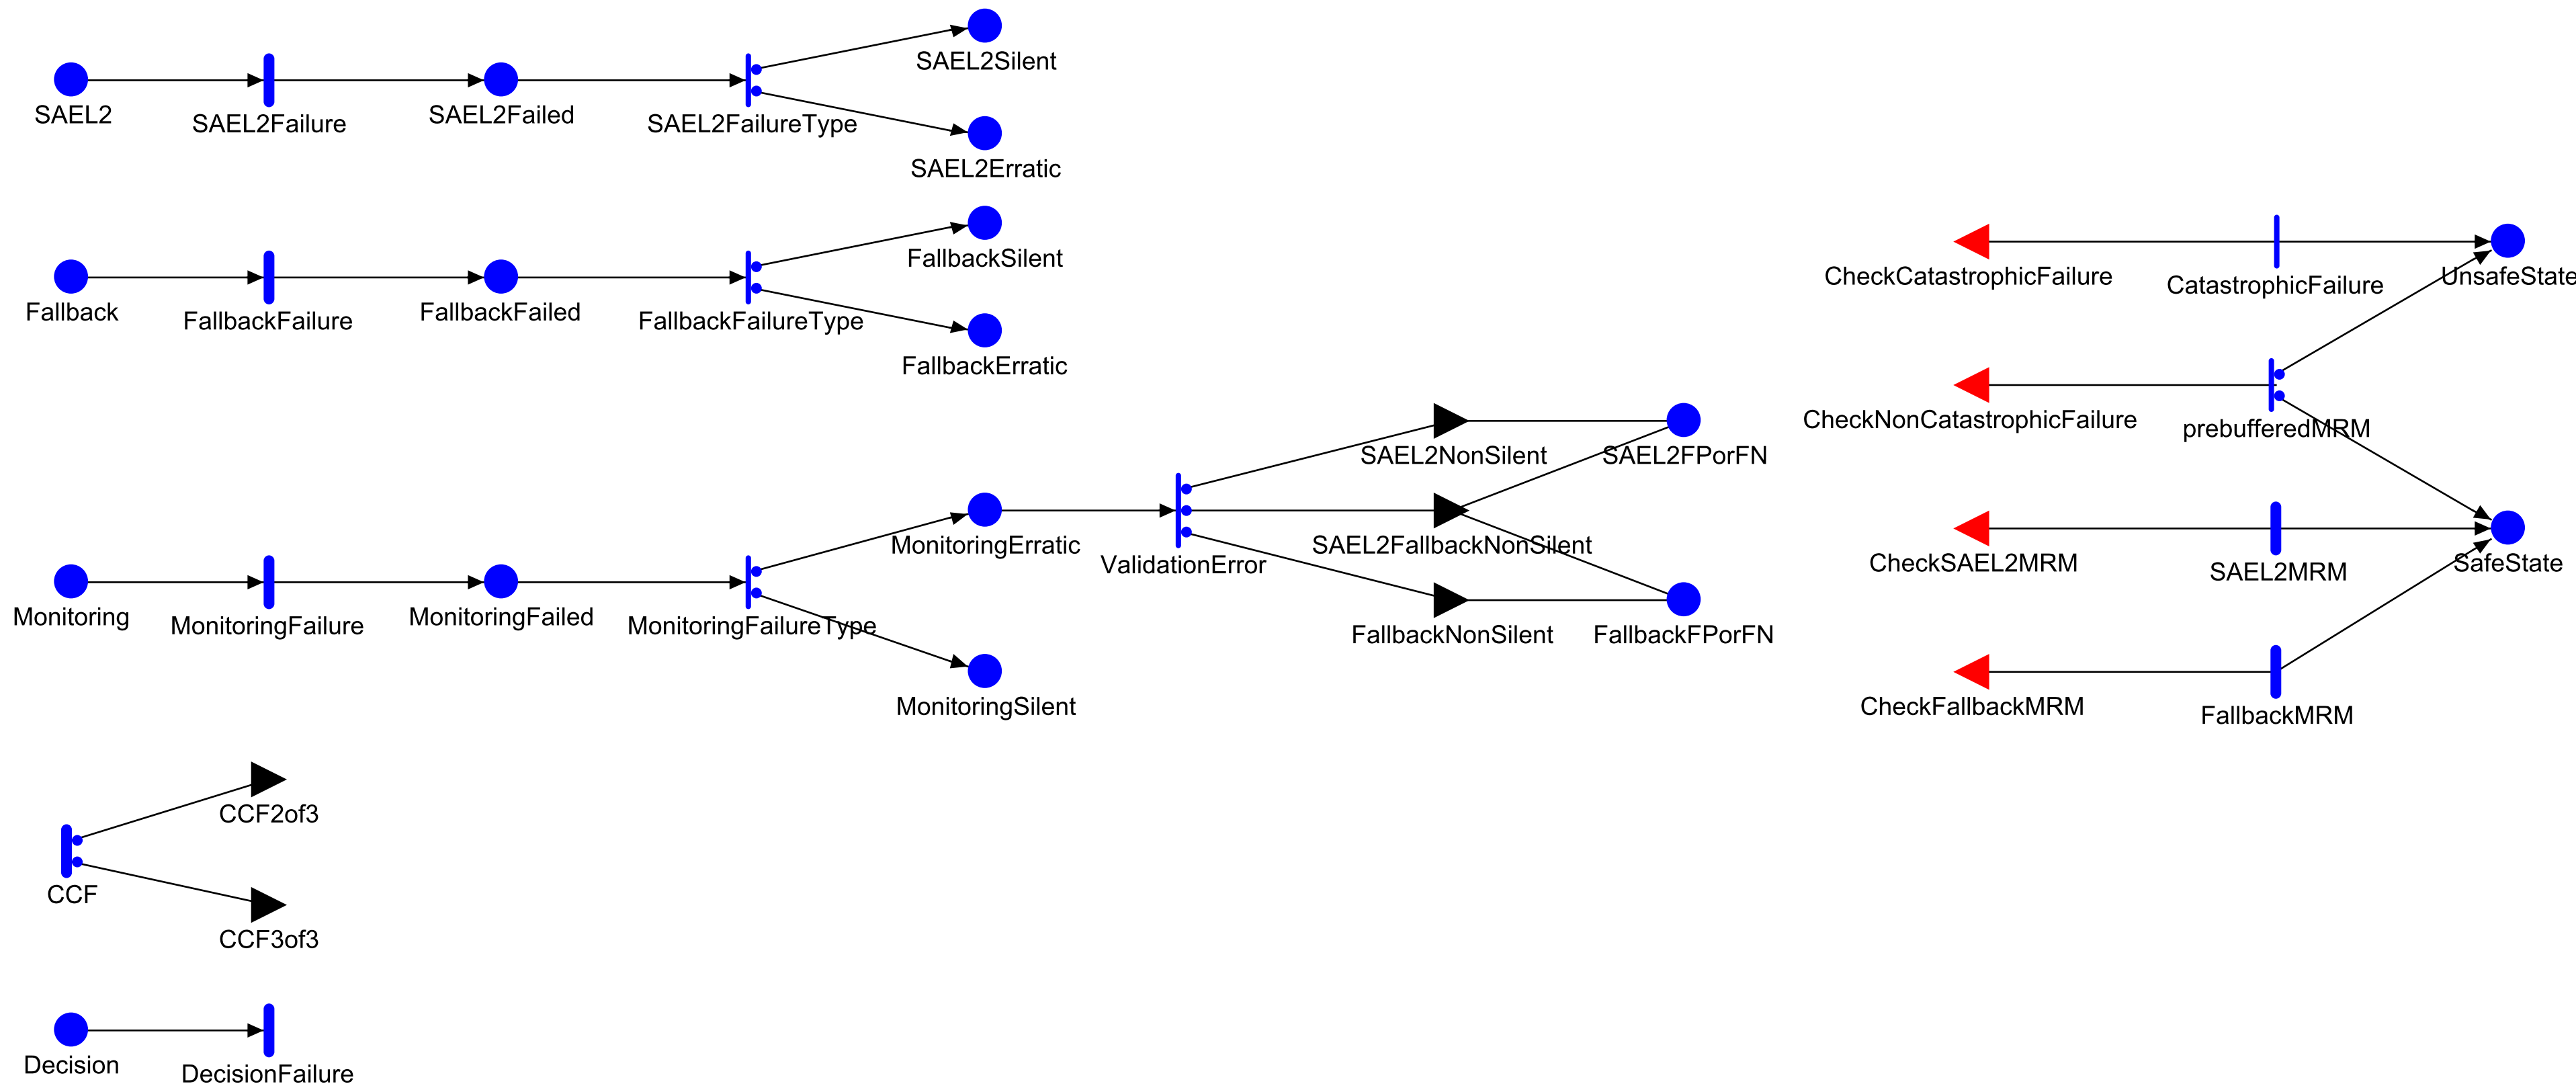 SAEL2Silent
SAEL2
SAEL2Failure
SAEL2Failed
SAEL2FailureType
SAEL2Erratic
FallbackSilent
Fallback
FallbackFailure
FallbackFailed
FallbackFailureType
FallbackErratic
CheckCatastrophicFailure
CatastrophicFailure
UnsafeState
CheckNonCatastrophicFailure
prebufferedMRM
SAEL2NonSilent
SAEL2FPorFN
MonitoringErratic
ValidationError
SAEL2FallbackNonSilent
CheckSAEL2MRM
SAEL2MRM
SafeState
Monitoring
MonitoringFailure
MonitoringFailed
MonitoringFailureType
FallbackNonSilent
FallbackFPorFN
MonitoringSilent
CheckFallbackMRM
FallbackMRM
CCF2of3
CCF
CCF3of3
Decision
DecisionFailure